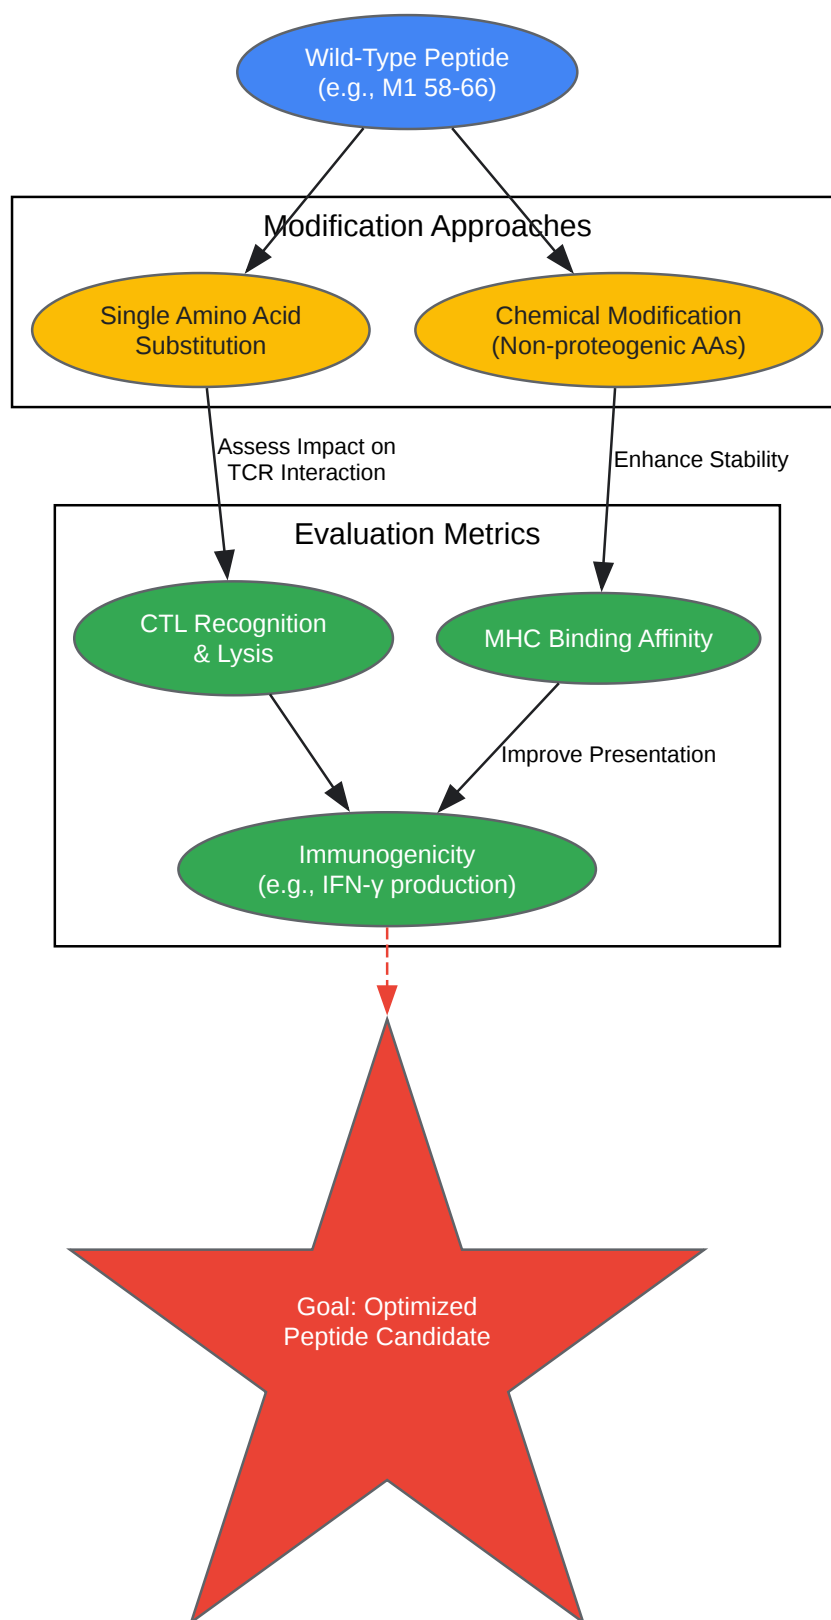 Wild-Type Peptide
(e.g., M1 58-66)
Modification Approaches
Single Amino Acid
Substitution
Chemical Modification
(Non-proteogenic AAs)
Assess Impact on
TCR Interaction
Enhance Stability
Evaluation Metrics
CTL Recognition
& Lysis
MHC Binding Affinity
Improve Presentation
Immunogenicity
(e.g., IFN-γ production)
Goal: Optimized
Peptide Candidate